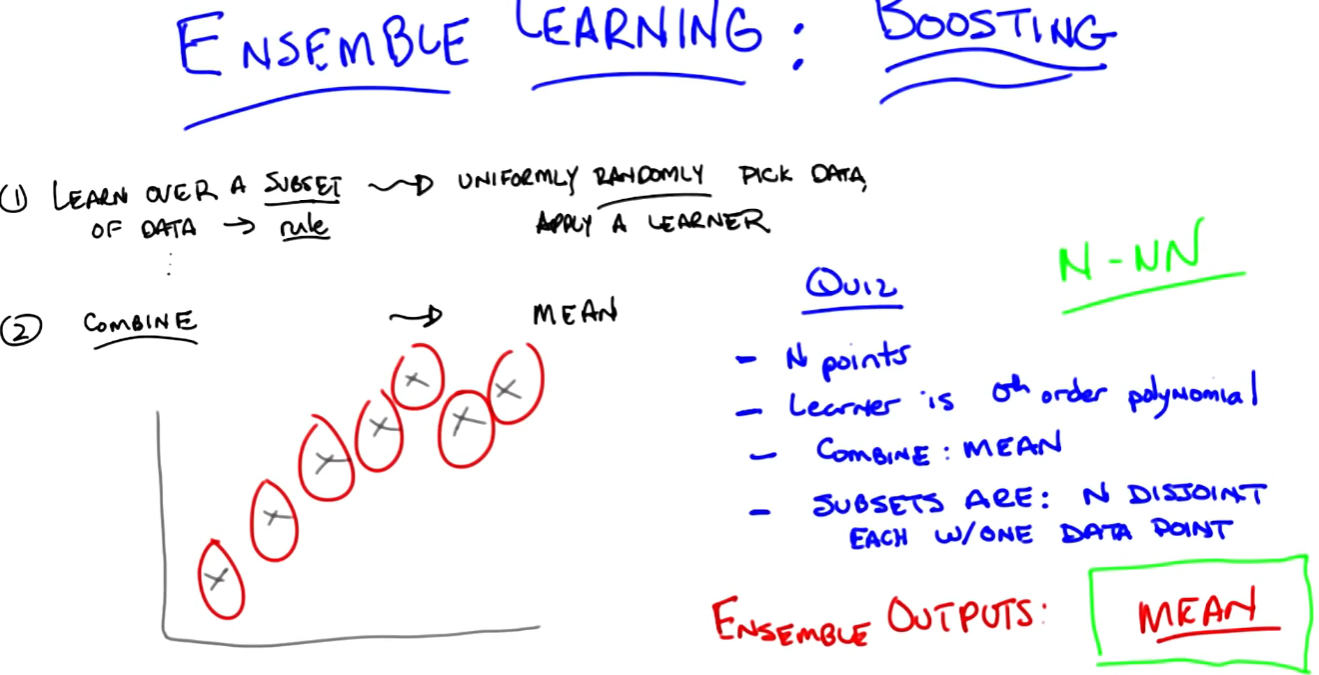 ENSEMBLE LEARNING: BOOSTING
(1) LEARN OVER A SUBSET → UNIFORMLY RANDOMLY PICK DATA,
OF DATA → rule APPLY A LEARNER
② COMBINE → MEAN
Quiz
N-NN
- N points
- Learner is 0th order polynomial
- COMBINE: MEAN
- SUBSETS ARE: N DISJOINT
EACH W/ONE DATA POINT
ENSEMBLE OUTPUTS: MEAN